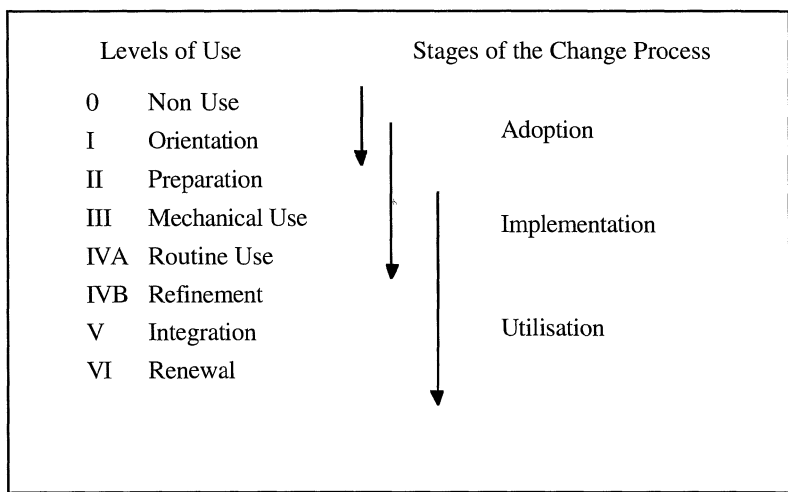 Levels of Use Stages of the Change Process
0 Non Use
Adoption
I Orientation
II Preparation
III Mechanical Use
Implementation
IVA Routine Use
IVB Refinement
V Integration
Utilisation
VI Renewal